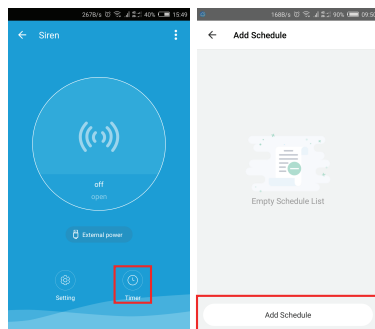 267B/s 40% 15:49
Siren
off
open
External power
Setting
Timer
168B/s 90% 09:50
Add Schedule
Empty Schedule List
Add Schedule